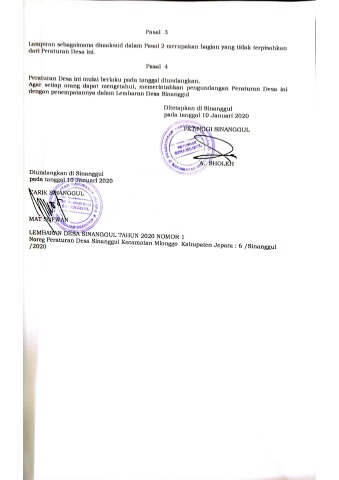 Pasal 3
Lampiran sebagaimana dimaksud dalam Pasal 2 merupakan bagian yang tidak terpisahkan
dari Peraturan Desa ini.
Pasal 4
Peraturan Desa ini mulai berlaku pada tanggal diundangkan.
Agar setiap orang dapat mengetahui, memerintahkan pengundangan Peraturan Desa ini
dengan penempatannya dalam Lembaran Desa Sinanggul
Ditetapkan di Sinanggul
pada tanggal 10 Januari 2020
PETINGGI SINANGGUL
A. SHOLEH
Diundangkan di Sinanggul
pada tanggal 10 Januari 2020
CARIK SINANGGUL
MAT SOFWAN
LEMBARAN DESA SINANGGUL TAHUN 2020 NOMOR 1
Noreg Peraturan Desa Sinanggul Kecamatan Mlonggo Kabupaten Jepara : 6 /Sinanggul
/2020